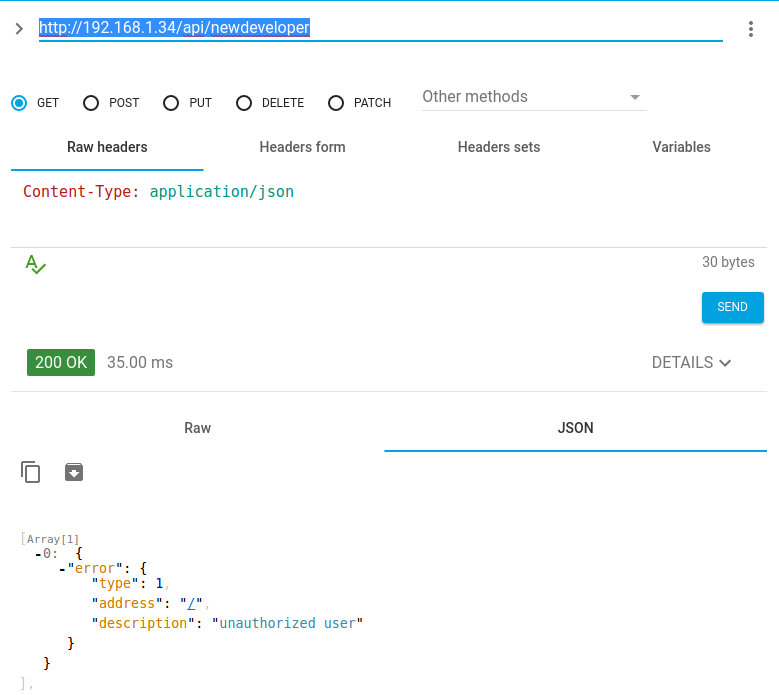 http://192.168.1.34/api/newdeveloper
GET POST PUT DELETE PATCH Other methods
Raw headers Headers form Headers sets Variables
Content-Type: application/json
30 bytes
SEND
200 OK 35.00 ms DETAILS
Raw JSON
[Array[1]
-0: {
-"error": {
"type": 1,
"address": "/",
"description": "unauthorized user"
}
}
],